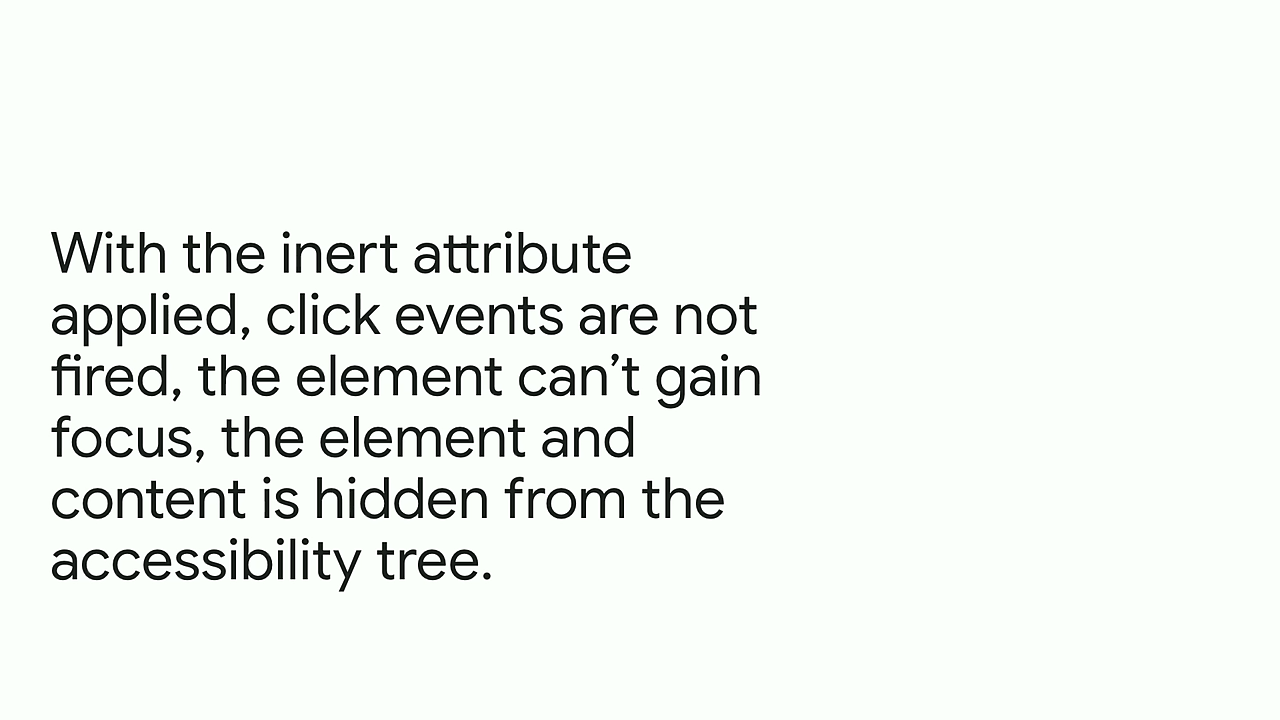 With the inert attribute
applied, click events are not
fired, the element can’t gain
focus, the element and
content is hidden from the
accessibility tree.